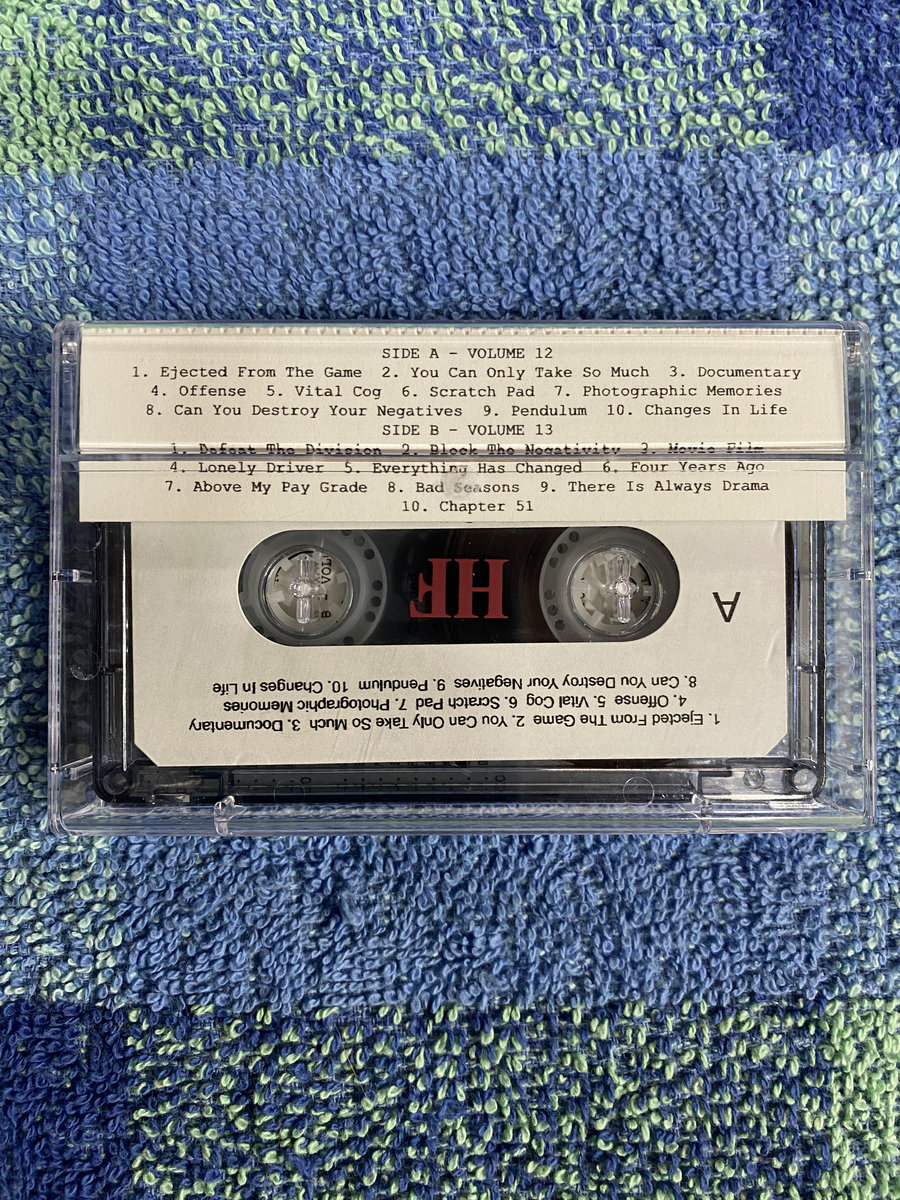 SIDE A - VOLUME 12
1. Ejected From The Game 2. You Can Only Take So Much 3. Documentary
4. Offense 5. Vital Cog 6. Scratch Pad 7. Photographic Memories
8. Can You Destroy Your Negatives 9. Pendulum 10. Changes In Life
SIDE B - VOLUME 13
1. Defeat The Division 2. Block The Negativity 3. Movie Film
4. Lonely Driver 5. Everything Has Changed 6. Four Years Ago
7. Above My Pay Grade 8. Bad Seasons 9. There Is Always Drama
10. Chapter 51
HF
A
1. Ejected From The Game 2. You Can Only Take So Much 3. Documentary
4. Offense 5. Vital Cog 6. Scratch Pad 7. Photographic Memories
8. Can You Destroy Your Negatives 9. Pendulum 10. Changes In Life